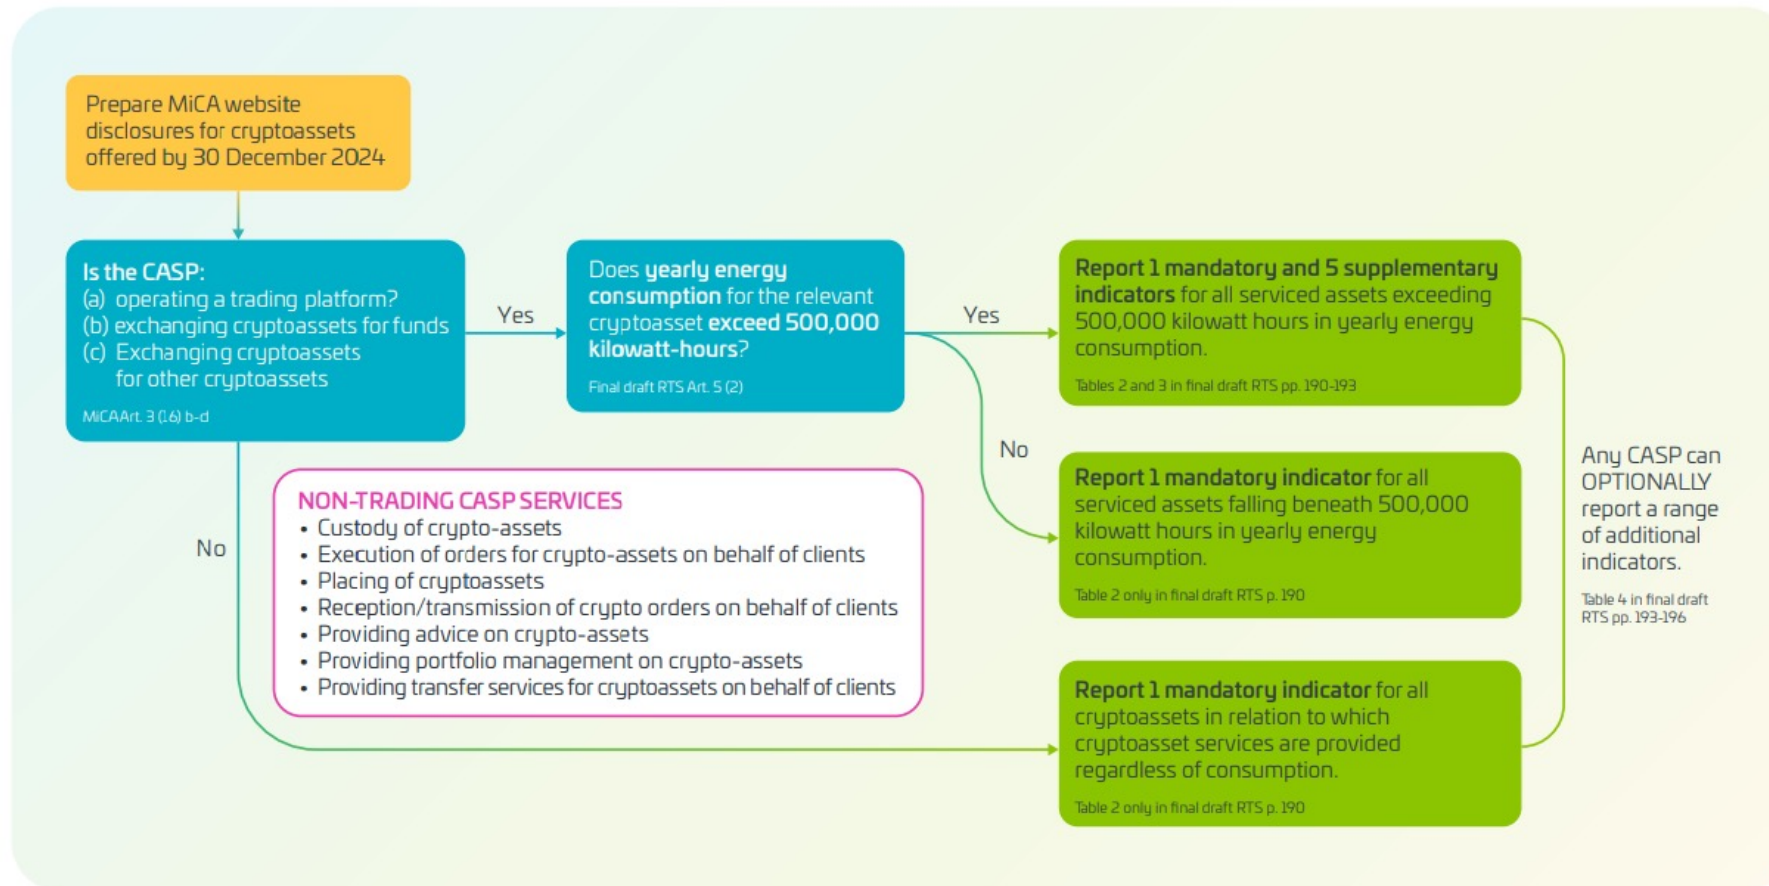 Prepare MiCA website
disclosures for cryptoassets
offered by 30 December 2024
Is the CASP:
(a) operating a trading platform?
(b) exchanging cryptoassets for funds
(c) Exchanging cryptoassets
for other cryptoassets
MiCAArt. 3 (16) b-d
Yes
Does yearly energy
consumption for the relevant
cryptoasset exceed 500,000
kilowatt-hours?
Final draft RTS Art. 5 (2)
Yes
Report 1 mandatory and 5 supplementary
indicators for all serviced assets exceeding
500,000 kilowatt hours in yearly energy
consumption.
Tables 2 and 3 in final draft RTS pp. 190-193
No
Report 1 mandatory indicator for all
serviced assets falling beneath 500,000
kilowatt hours in yearly energy
consumption.
Table 2 only in final draft RTS p. 190
No
NON-TRADING CASP SERVICES
• Custody of crypto-assets
• Execution of orders for crypto-assets on behalf of clients
• Placing of cryptoassets
• Reception/transmission of crypto orders on behalf of clients
• Providing advice on crypto-assets
• Providing portfolio management on crypto-assets
• Providing transfer services for cryptoassets on behalf of clients
Report 1 mandatory indicator for all
cryptoassets in relation to which
cryptoasset services are provided
regardless of consumption.
Table 2 only in final draft RTS p. 190
Any CASP can
OPTIONALLY
report a range
of additional
indicators.
Table 4 in final draft
RTS pp. 193-196